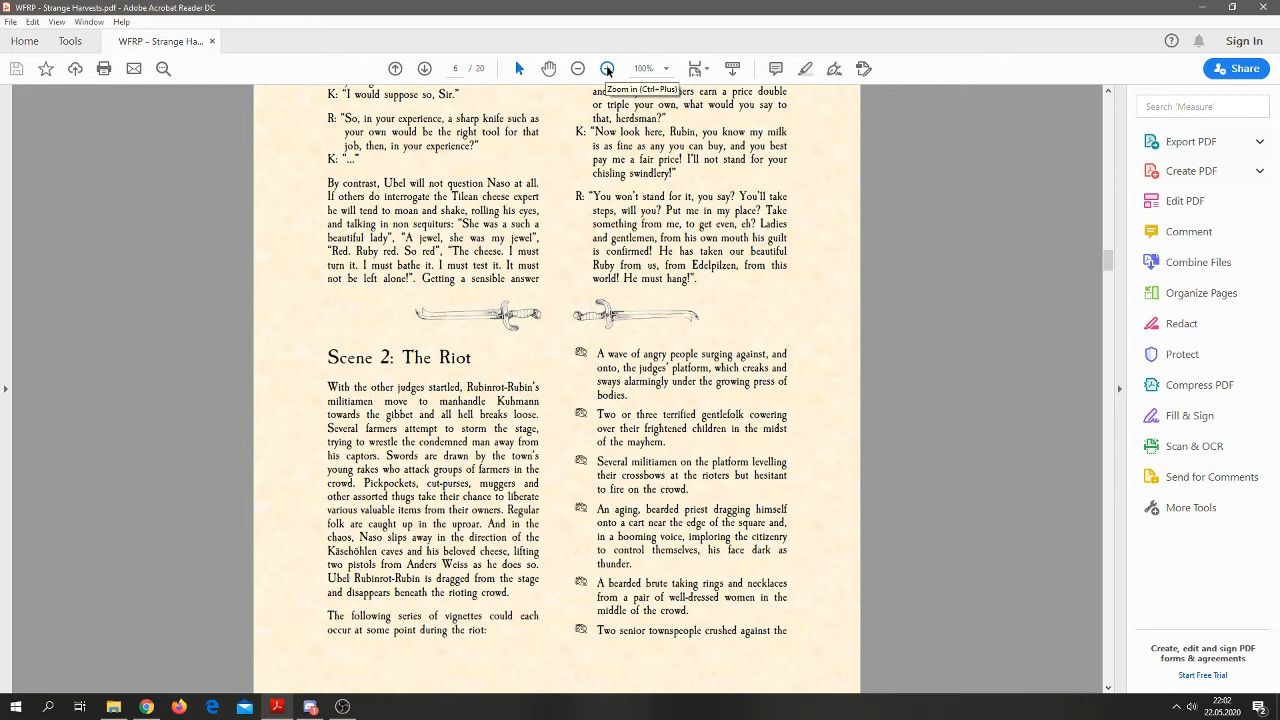 WFRP - Strange Harvests.pdf - Adobe Acrobat Reader DC
File Edit View Window Help
Home Tools WFRP - Strange Ha... × Sign In
6 / 20 100% Share
Zoom in (Ctrl+Plus)
K: “I would suppose so, Sir.”
R: “So, in your experience, a sharp knife such as
your own would be the right tool for that
job, then, in your experience?”
K: “...”
By contrast, Ubel will not question Naso at all.
If others do interrogate the Tilean cheese expert
he will tend to moan and shake, rolling his eyes,
and talking in non sequiturs: “She was a such a
beautiful lady”, “A jewel, she was my jewel”,
“Red. Ruby red. So red”, “The cheese. I must
turn it. I must bathe it. I must test it. It must
not be left alone!”. Getting a sensible answer
earn a price double
or triple your own, what would you say to
that, herdsman?”
K: “Now look here, Rubin, you know my milk
is as fine as any you can buy, and you best
pay me a fair price! I’ll not stand for your
chisling swindlery!”
R: “You won’t stand for it, you say? You’ll take
steps, will you? Put me in my place? Take
something from me, to get even, eh? Ladies
and gentlemen, from his own mouth his guilt
is confirmed! He has taken our beautiful
Ruby from us, from Edelpilzen, from this
world! He must hang!”.
Scene 2: The Riot
With the other judges startled, Rubinrot-Rubin’s
militiamen move to manhandle Kuhmann
towards the gibbet and all hell breaks loose.
Several farmers attempt to storm the stage,
trying to wrestle the condemned man away from
his captors. Swords are drawn by the town’s
young rakes who attack groups of farmers in the
crowd. Pickpockets, cut-purses, muggers and
other assorted thugs take their chance to liberate
various valuable items from their owners. Regular
folk are caught up in the uproar. And in the
chaos, Naso slips away in the direction of the
Käsehöhlen caves and his beloved cheese, lifting
two pistols from Anders Weiss as he does so.
Ubel Rubinrot-Rubin is dragged from the stage
and disappears beneath the rioting crowd.
The following series of vignettes could each
occur at some point during the riot:
A wave of angry people surging against, and
onto, the judges’ platform, which creaks and
sways alarmingly under the growing press of
bodies.
Two or three terrified gentlefolk cowering
over their frightened children in the midst
of the mayhem.
Several militiamen on the platform levelling
their crossbows at the rioters but hesitant
to fire on the crowd.
An aging, bearded priest dragging himself
onto a cart near the edge of the square and,
in a booming voice, imploring the citizenry
to control themselves, his face dark as
thunder.
A bearded brute taking rings and necklaces
from a pair of well-dressed women in the
middle of the crowd.
Two senior townspeople crushed against the
Search 'Measure'
Export PDF
Create PDF
Edit PDF
Comment
Combine Files
Organize Pages
Redact
Protect
Compress PDF
Fill & Sign
Scan & OCR
Send for Comments
More Tools
Create, edit and sign PDF
forms & agreements
Start Free Trial
22:02
22.05.2020